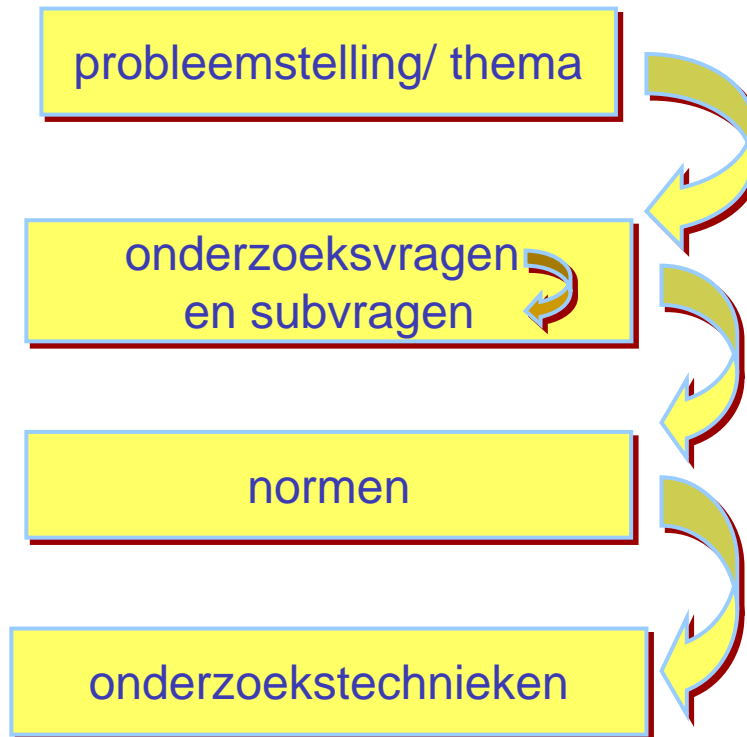 probleemstelling/ thema
onderzoeksvragen
en subvragen
normen
onderzoekstechnieken